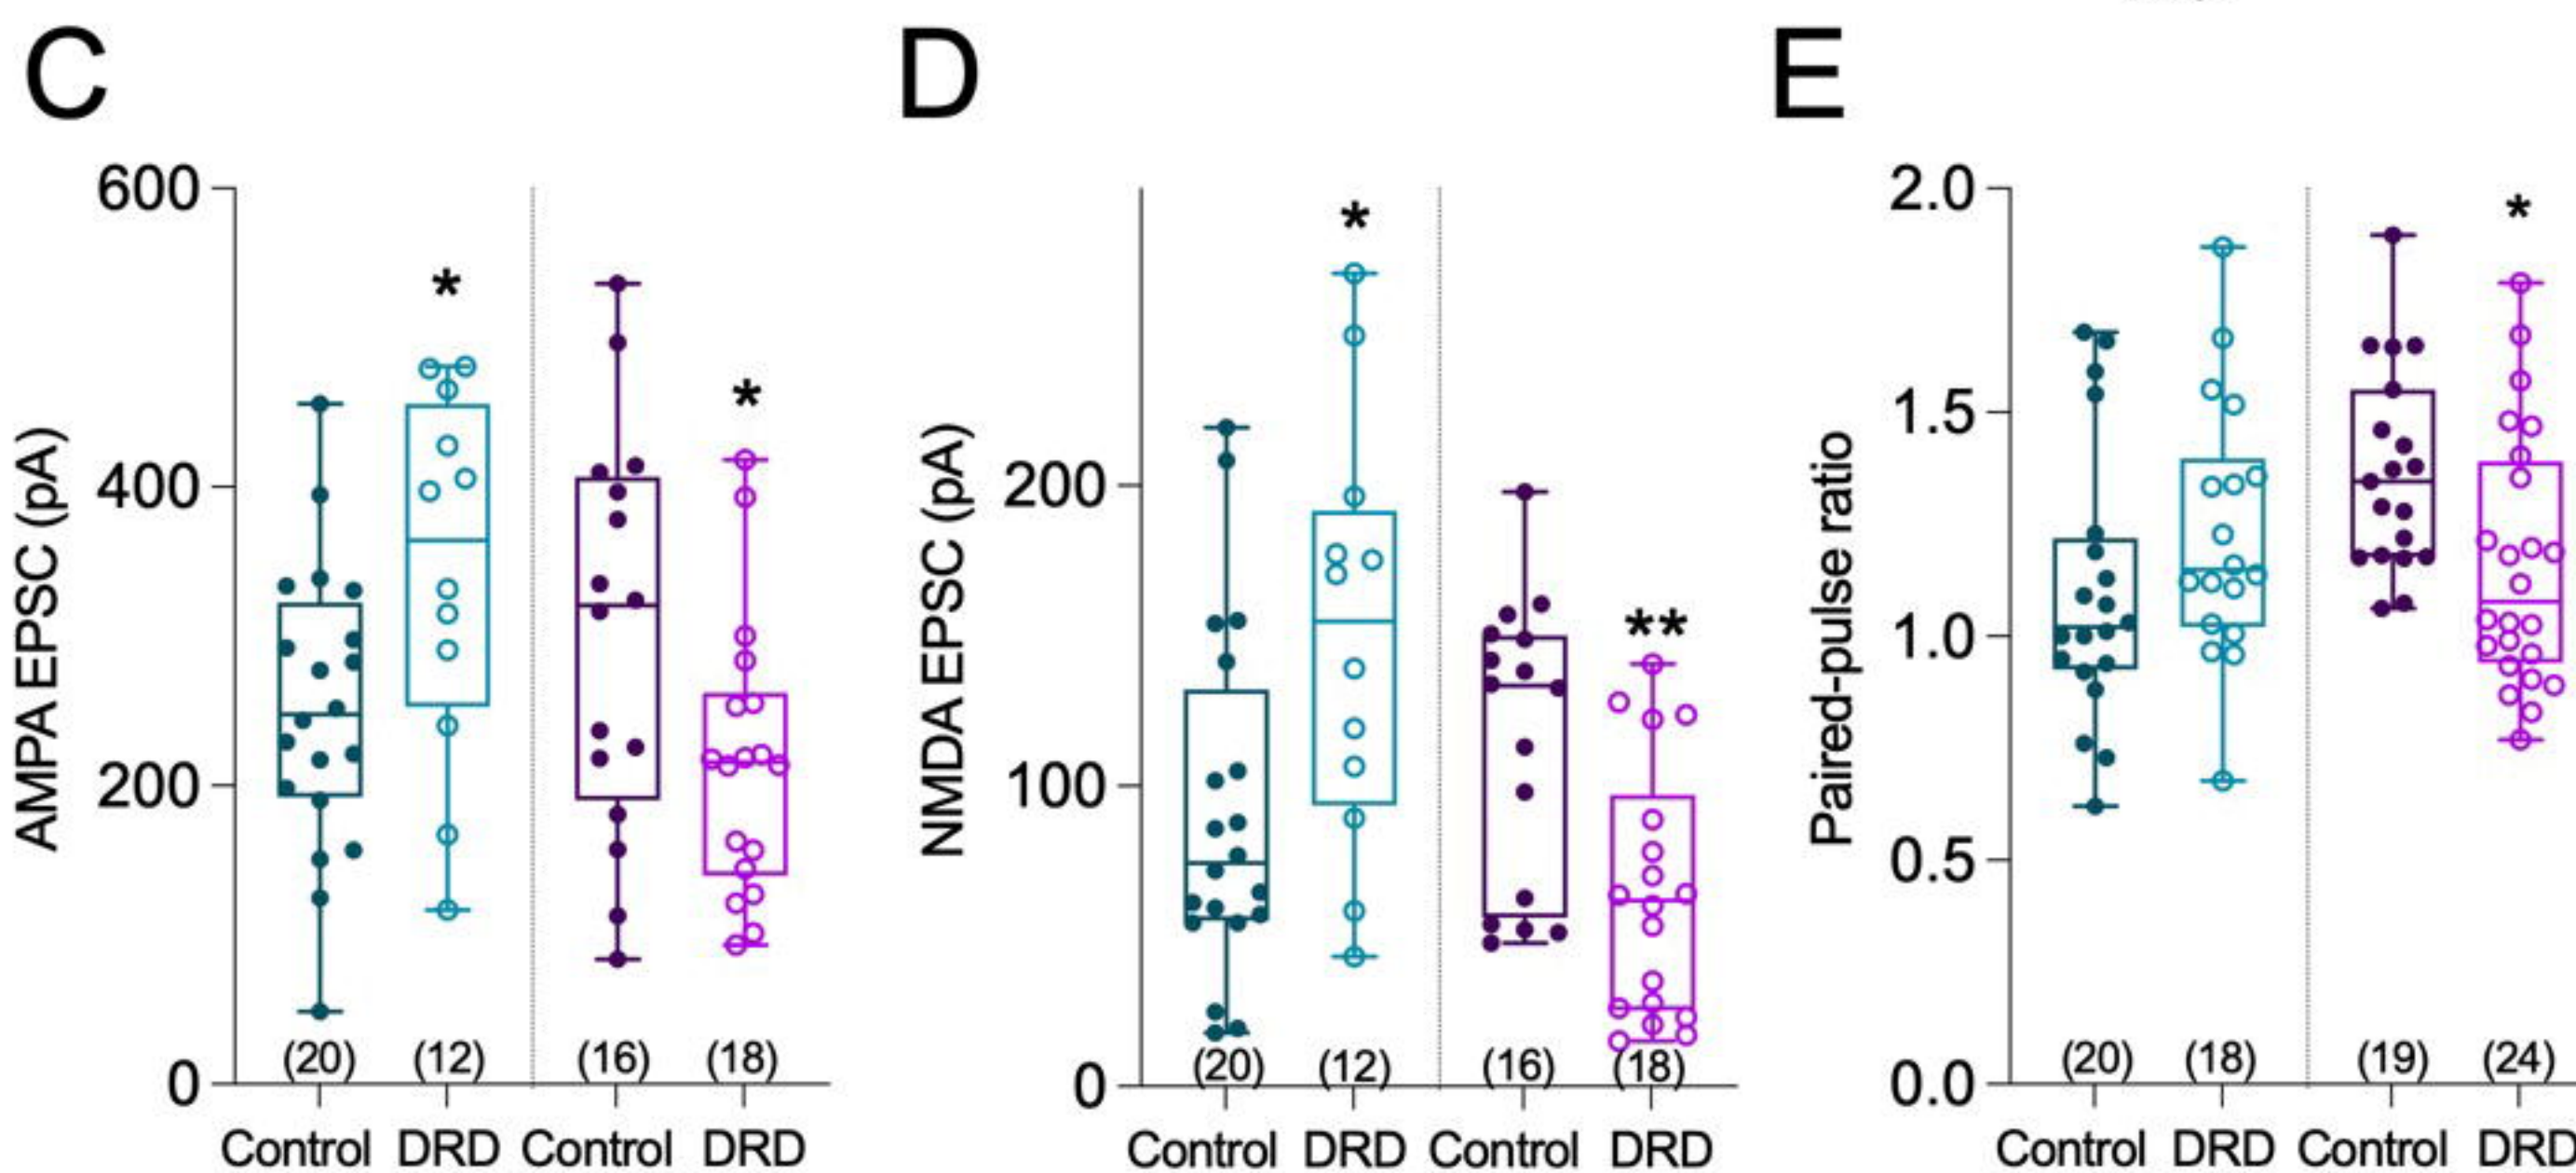 C
AMPA EPSC (pA)
600
400
200
0
*
*
(20) (12) (16) (18)
Control DRD Control DRD
D
NMDA EPSC (pA)
200
100
0
*
**
(20) (12) (16) (18)
Control DRD Control DRD
E
Paired-pulse ratio
2.0
1.5
1.0
0.5
0.0
*
(20) (18) (19) (24)
Control DRD Control DRD